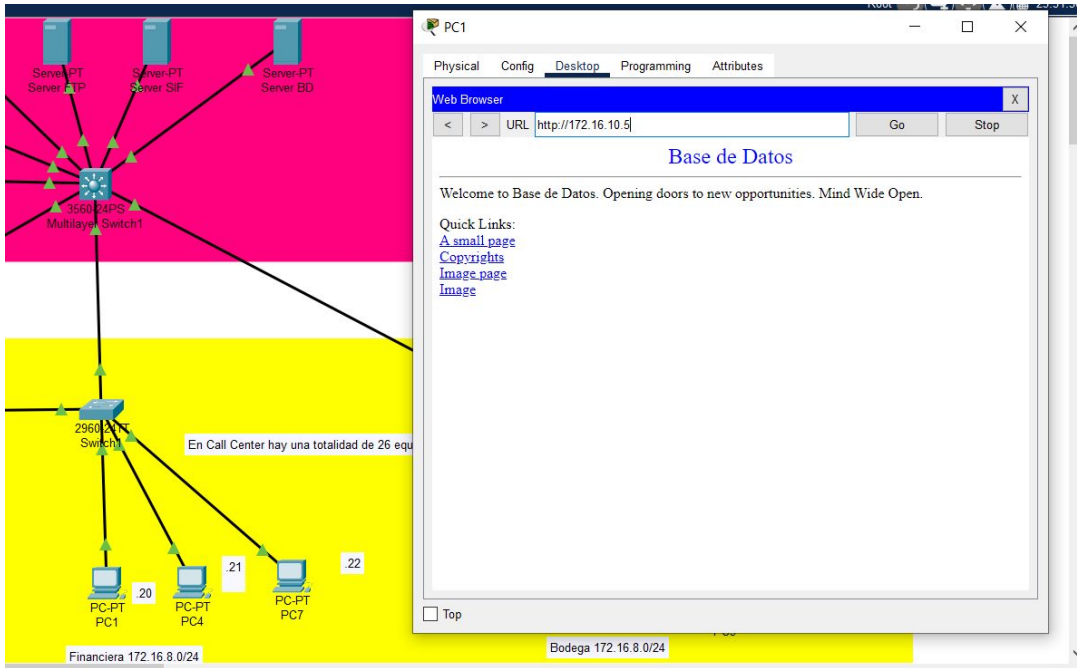 Server-PT
Server FTP
Server-PT
Server SIF
Server-PT
Server BD
3560-24PS
Multilayer Switch1
2960-24TT
Switch1
En Call Center hay una totalidad de 26 equ
.20
.21
.22
PC-PT
PC1
PC-PT
PC4
PC-PT
PC7
Financiera 172.16.8.0/24
Bodega 172.16.8.0/24
PC1
Physical Config Desktop Programming Attributes
Web Browser X
< > URL http://172.16.10.5 Go Stop
Base de Datos
Welcome to Base de Datos. Opening doors to new opportunities. Mind Wide Open.
Quick Links:
A small page
Copyrights
Image page
Image
Top